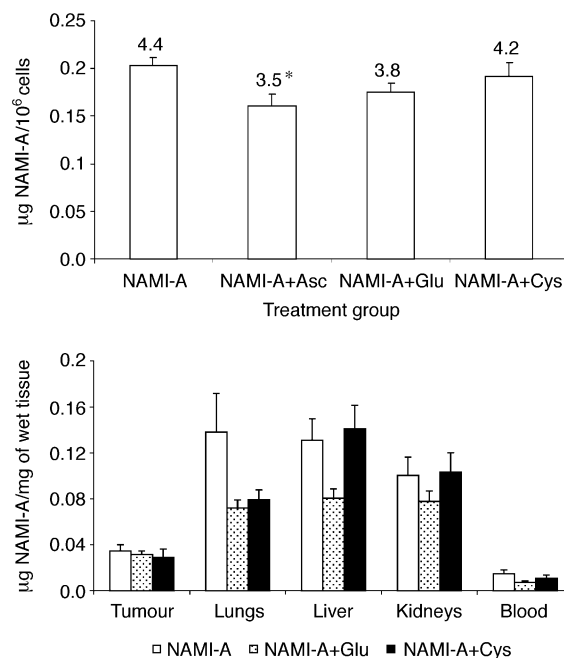 µg NAMI-A/10⁶ cells
0.25
0.2
0.15
0.1
0.05
0.0
4.4
3.5*
3.8
4.2
NAMI-A NAMI-A+Asc NAMI-A+Glu NAMI-A+Cys
Treatment group
µg NAMI-A/mg of wet tissue
0.2
0.16
0.12
0.08
0.04
0.0
Tumour Lungs Liver Kidneys Blood
NAMI-A NAMI-A+Glu NAMI-A+Cys